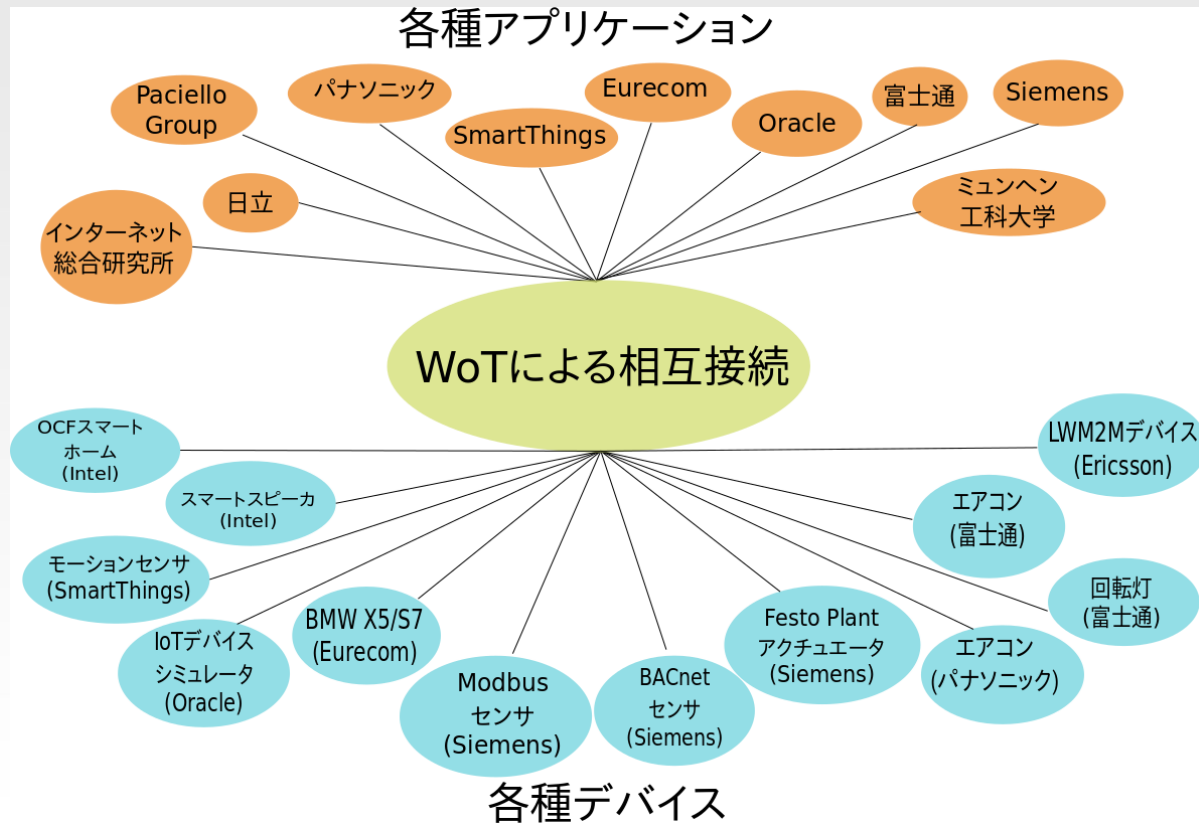 各種アプリケーション
Paciello
Group
パナソニック
SmartThings
Eurecom
Oracle
富士通
Siemens
インターネット
総合研究所
日立
ミュンヘン
工科大学
WoTによる相互接続
OCFスマート
ホーム
(Intel)
スマートスピーカ
(Intel)
モーションセンサ
(SmartThings)
IoTデバイス
シミュレータ
(Oracle)
BMW X5/S7
(Eurecom)
Modbus
センサ
(Siemens)
BACnet
センサ
(Siemens)
Festo Plant
アクチュエータ
(Siemens)
エアコン
(パナソニック)
回転灯
(富士通)
エアコン
(富士通)
LWM2Mデバイス
(Ericsson)
各種デバイス